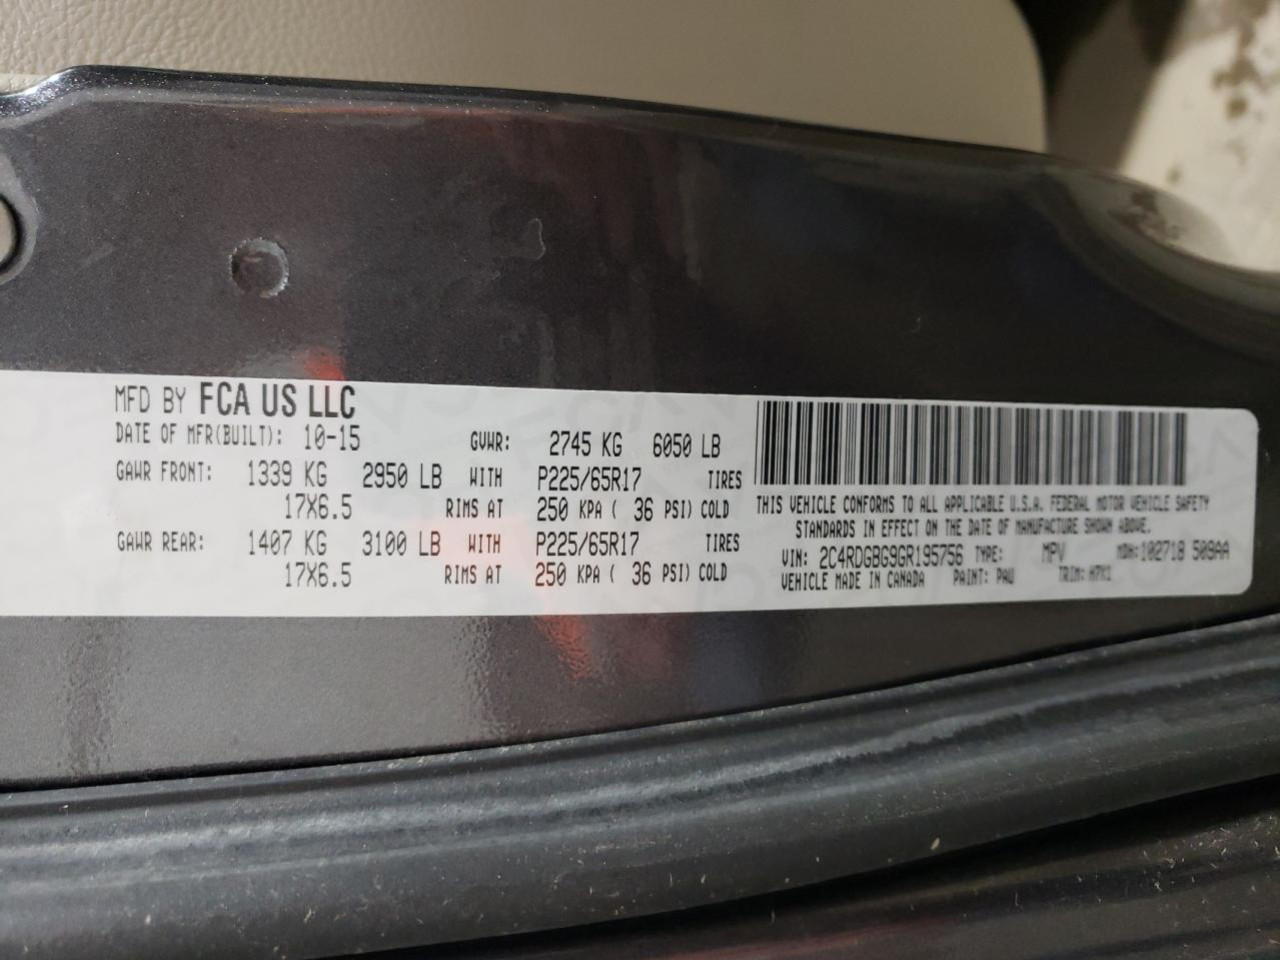 MFD BY FCA US LLC
DATE OF MFR(BUILT): 10-15 GVWR: 2745 KG 6050 LB
GAWR FRONT: 1339 KG 2950 LB WITH P225/65R17 TIRES
17X6.5 RIMS AT 250 KPA ( 36 PSI) COLD
GAWR REAR: 1407 KG 3100 LB WITH P225/65R17 TIRES
17X6.5 RIMS AT 250 KPA ( 36 PSI) COLD
THIS VEHICLE CONFORMS TO ALL APPLICABLE U.S.A. FEDERAL MOTOR VEHICLE SAFETY
STANDARDS IN EFFECT ON THE DATE OF MANUFACTURE SHOWN ABOVE.
VIN: 2C4RDGBG9GR195756 TYPE: MPV MDH:102718 509AA
VEHICLE MADE IN CANADA PAINT: PAU TRIM: